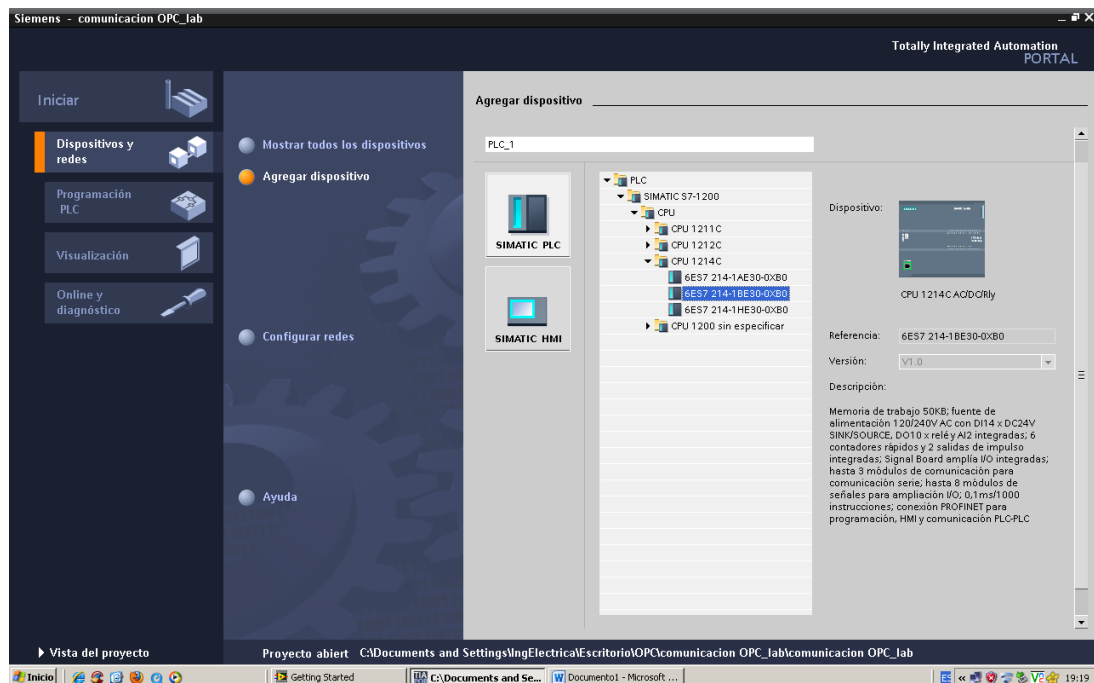 Siemens - comunicacion OPC_lab
Totally Integrated Automation
PORTAL
Iniciar
Dispositivos y
redes
Programación
PLC
Visualización
Online y
diagnóstico
Mostrar todos los dispositivos
Agregar dispositivo
Configurar redes
Ayuda
Agregar dispositivo
PLC_1
SIMATIC PLC
SIMATIC HMI
PLC
SIMATIC S7-1200
CPU
CPU 1211C
CPU 1212C
CPU 1214C
6ES7 214-1AE30-0XB0
6ES7 214-1BE30-0XB0
6ES7 214-1HE30-0XB0
CPU 1200 sin especificar
Dispositivo:
CPU 1214C AC/DC/Rly
Referencia:
6ES7 214-1BE30-0XB0
Versión:
V1.0
Descripción:
Memoria de trabajo 50KB; fuente de
alimentación 120/240V AC con DI14 x DC24V
SINK/SOURCE, DO10 x relé y AI2 integradas; 6
contadores rápidos y 2 salidas de impulso
integradas; Signal Board amplía I/O integradas;
hasta 3 módulos de comunicación para
comunicación serie; hasta 8 módulos de
señales para ampliación I/O; 0,1ms/1000
instrucciones; conexión PROFINET para
programación, HMI y comunicación PLC-PLC
Vista del proyecto
Proyecto abiert C:\Documents and Settings\IngElectrica\Escritorio\OPC\comunicacion OPC_lab\comunicacion OPC_lab
Inicio
Getting Started
C:\Documents and Se...
Documento1 - Microsoft ...
ES
19:19